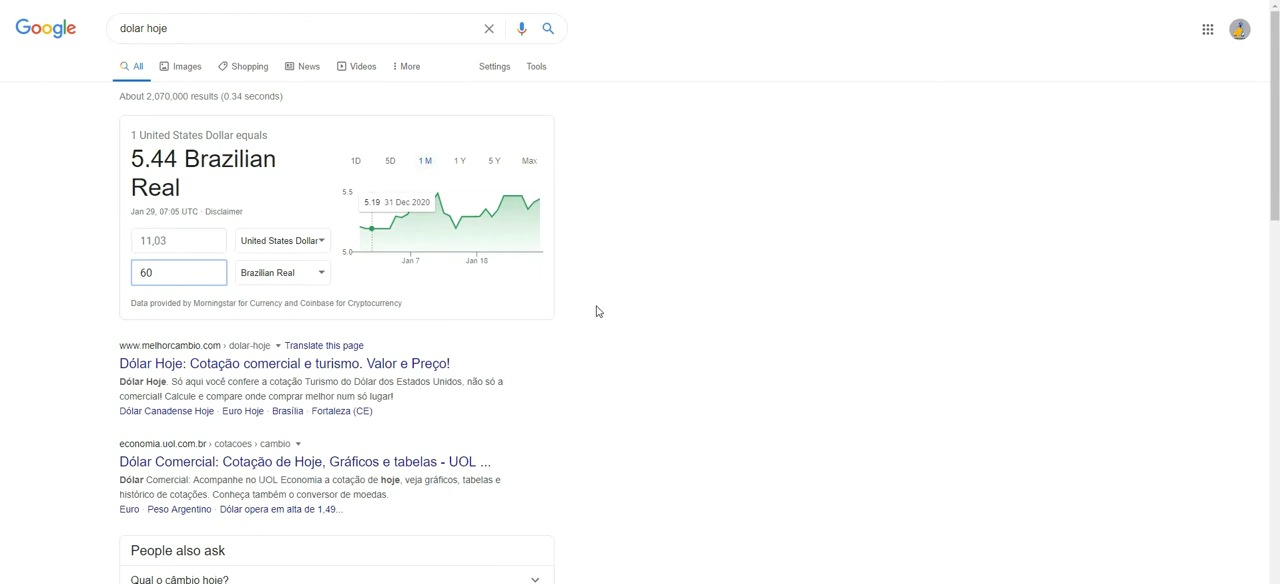 Google
dolar hoje
All Images Shopping News Videos More Settings Tools
About 2,070,000 results (0.34 seconds)
1 United States Dollar equals
5.44 Brazilian
Real
Jan 29, 07:05 UTC · Disclaimer
11,03 United States Dollar
60 Brazilian Real
1D 5D 1M 1Y 5Y Max
5.5
5.19 31 Dec 2020
5.0
Jan 7 Jan 18
Data provided by Morningstar for Currency and Coinbase for Cryptocurrency
www.melhorcambio.com › dolar-hoje Translate this page
Dólar Hoje: Cotação comercial e turismo. Valor e Preço!
Dólar Hoje. Só aqui você confere a cotação Turismo do Dólar dos Estados Unidos, não só a
comercial! Calcule e compare onde comprar melhor num só lugar!
Dólar Canadense Hoje · Euro Hoje · Brasília · Fortaleza (CE)
economia.uol.com.br › cotacoes › cambio
Dólar Comercial: Cotação de Hoje, Gráficos e tabelas - UOL ...
Dólar Comercial: Acompanhe no UOL Economia a cotação de hoje, veja gráficos, tabelas e
histórico de cotações. Conheça também o conversor de moedas.
Euro · Peso Argentino · Dólar opera em alta de 1,49...
People also ask
Qual o câmbio hoje?